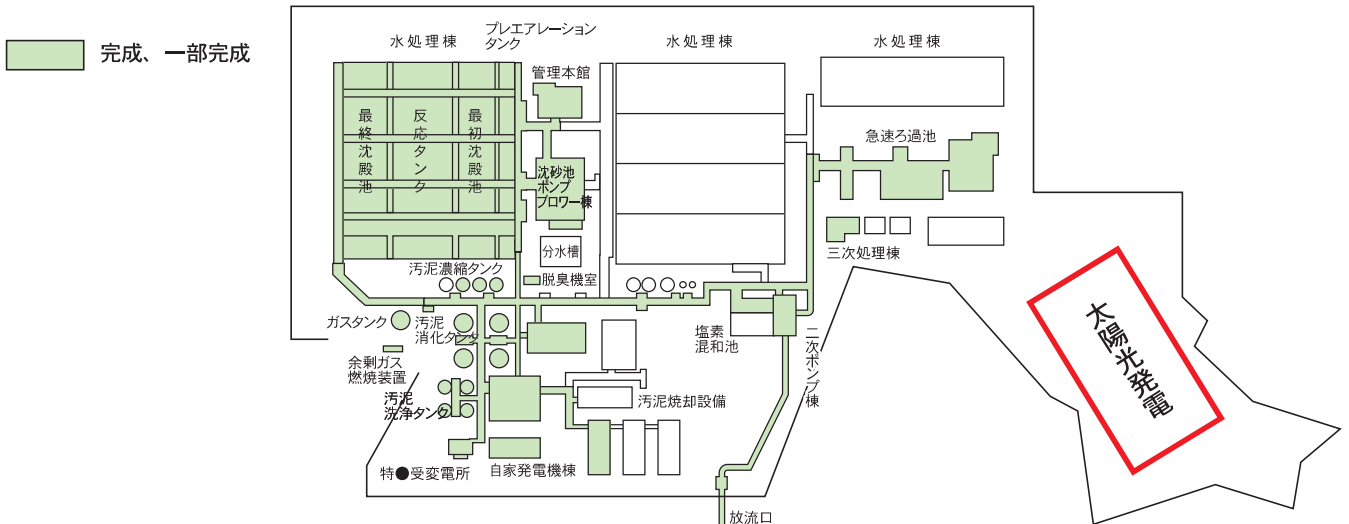 完成、一部完成
水処理棟
プレエアレーション
タンク
水処理棟
水処理棟
管理本館
最終沈殿池
反応タンク
最初沈殿池
急速ろ過池
沈砂池
ポンプ
ブロワー棟
分水槽
三次処理棟
汚泥濃縮タンク
脱臭機室
太陽光発電
ガスタンク
汚泥
消化タンク
塩素
混和池
二次ポンプ棟
余剰ガス
燃焼装置
汚泥
洗浄タンク
汚泥焼却設備
特●受変電所
自家発電機棟
放流口